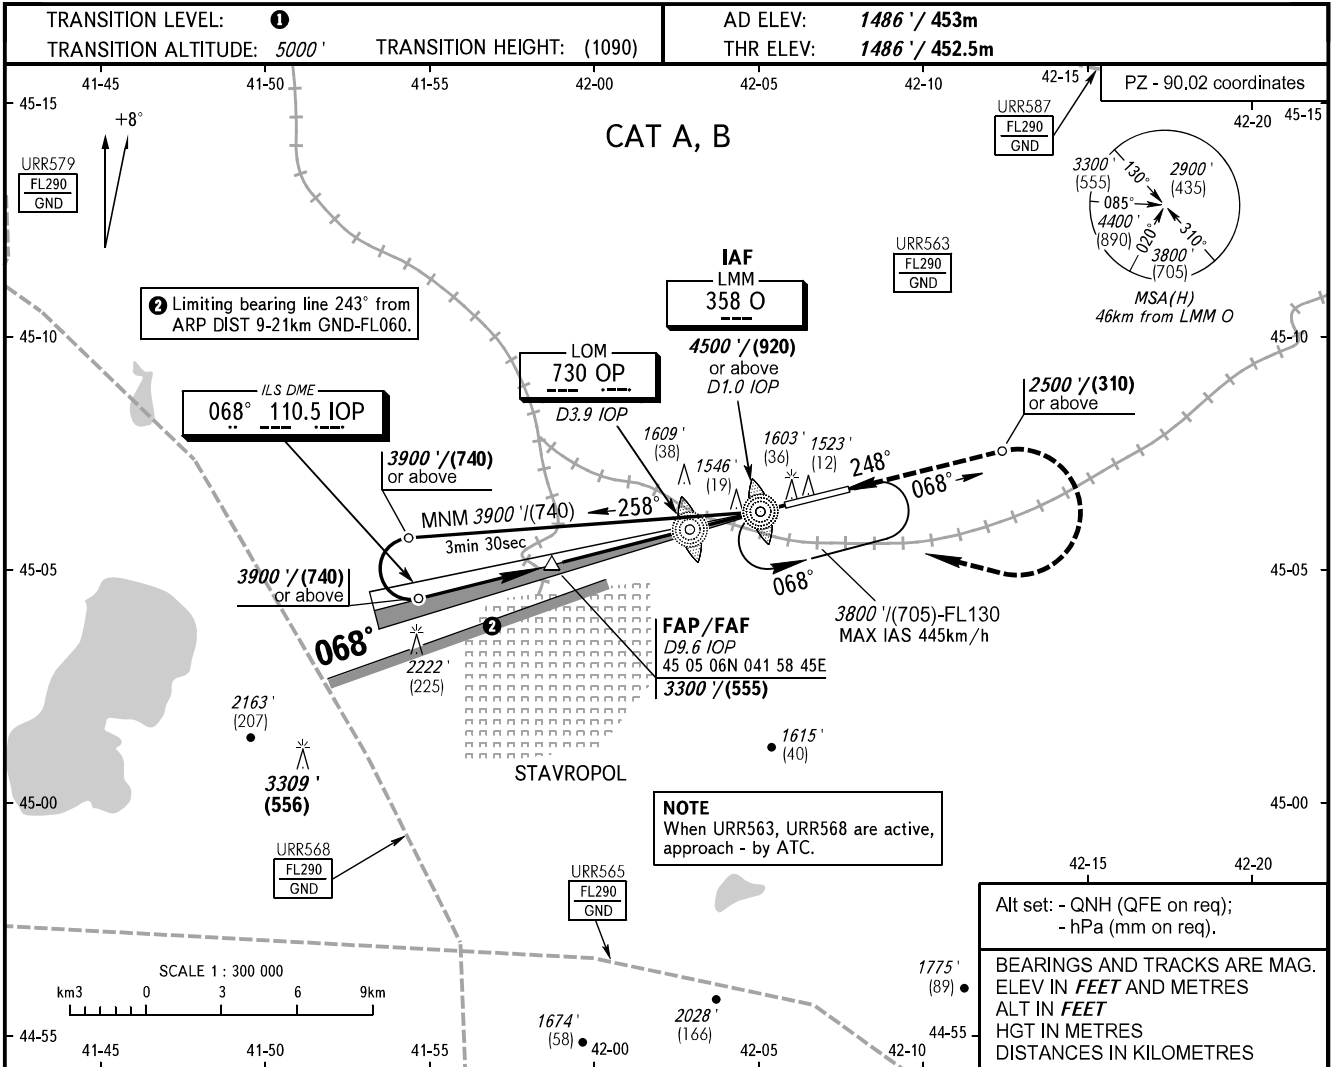 TRANSITION LEVEL: ❶
TRANSITION ALTITUDE: 5000 ' TRANSITION HEIGHT: (1090)
AD ELEV: 1486 '/ 453m
THR ELEV: 1486 '/ 452.5m
41-45 41-50 41-55 42-00 42-05 42-10 42-15
PZ - 90.02 coordinates
45-15
42-20 45-15
+8°
CAT A, B
URR579
FL290
GND
URR587
FL290
GND
3300 '
(555)
130°
2900 '
(435)
085°
4400 '
(890)
020°
310°
3800 '
(705)
MSA(H)
46km from LMM O
URR563
FL290
GND
❷ Limiting bearing line 243° from
ARP DIST 9-21km GND-FL060.
IAF
LMM
358 O
4500 '/(920)
or above
D1.0 IOP
45-10
45-10
LOM
730 OP
D3.9 IOP
ILS DME
068° 110.5 IOP
2500 '/(310)
or above
3900 '/(740)
or above
1609 '
(38)
1546 '
(19)
1603 '
(36)
1523 '
(12)
248°
068°
MNM 3900 '/(740)
258°
3min 30sec
3900 '/(740)
or above
45-05
45-05
068°
068°
❷
3800 '/(705)-FL130
MAX IAS 445km/h
FAP/FAF
D9.6 IOP
45 05 06N 041 58 45E
3300 '/(555)
2222 '
(225)
2163 '
(207)
3309 '
(556)
1615 '
(40)
STAVROPOL
45-00
45-00
NOTE
When URR563, URR568 are active,
approach - by ATC.
URR568
FL290
GND
URR565
FL290
GND
42-15 42-20
Alt set: - QNH (QFE on req);
- hPa (mm on req).
SCALE 1 : 300 000
km3 0 3 6 9km
1775 '
(89)
BEARINGS AND TRACKS ARE MAG.
ELEV IN FEET AND METRES
ALT IN FEET
HGT IN METRES
DISTANCES IN KILOMETRES
1674 '
(58)
2028 '
(166)
44-55
44-55
41-45 41-50 41-55 42-00 42-05 42-10